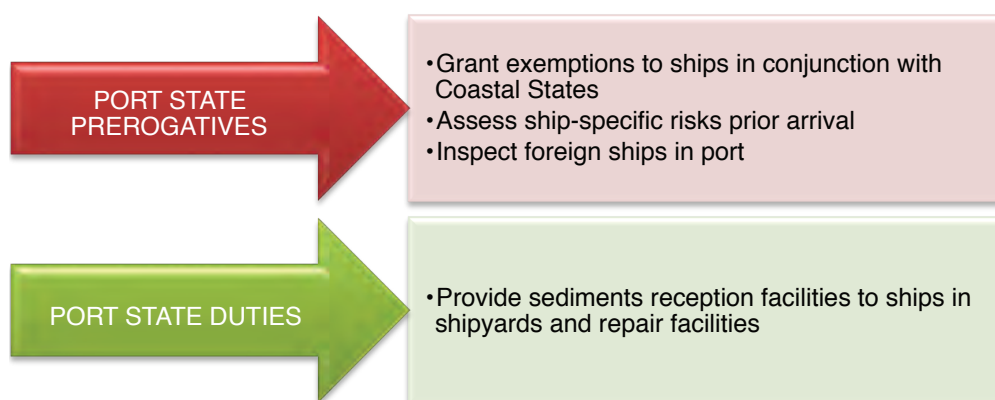 PORT STATE
PREROGATIVES
•Grant exemptions to ships in conjunction with
Coastal States
•Assess ship-specific risks prior arrival
•Inspect foreign ships in port
PORT STATE DUTIES
•Provide sediments reception facilities to ships in
shipyards and repair facilities